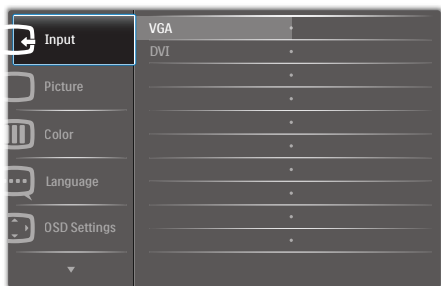 Input
Picture
Color
Language
OSD Settings
VGA
DVI